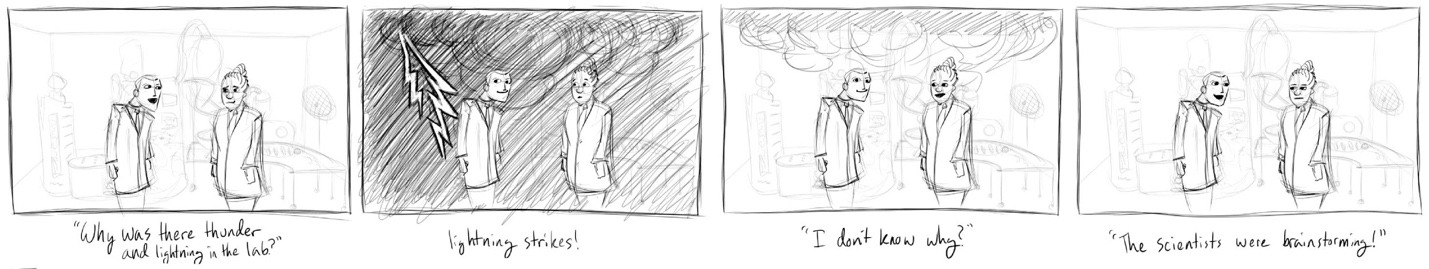 "Why was there thunder
and lightning in the lab?"
lightning strikes!
"I don't know why?"
"The scientists were brainstorming!"